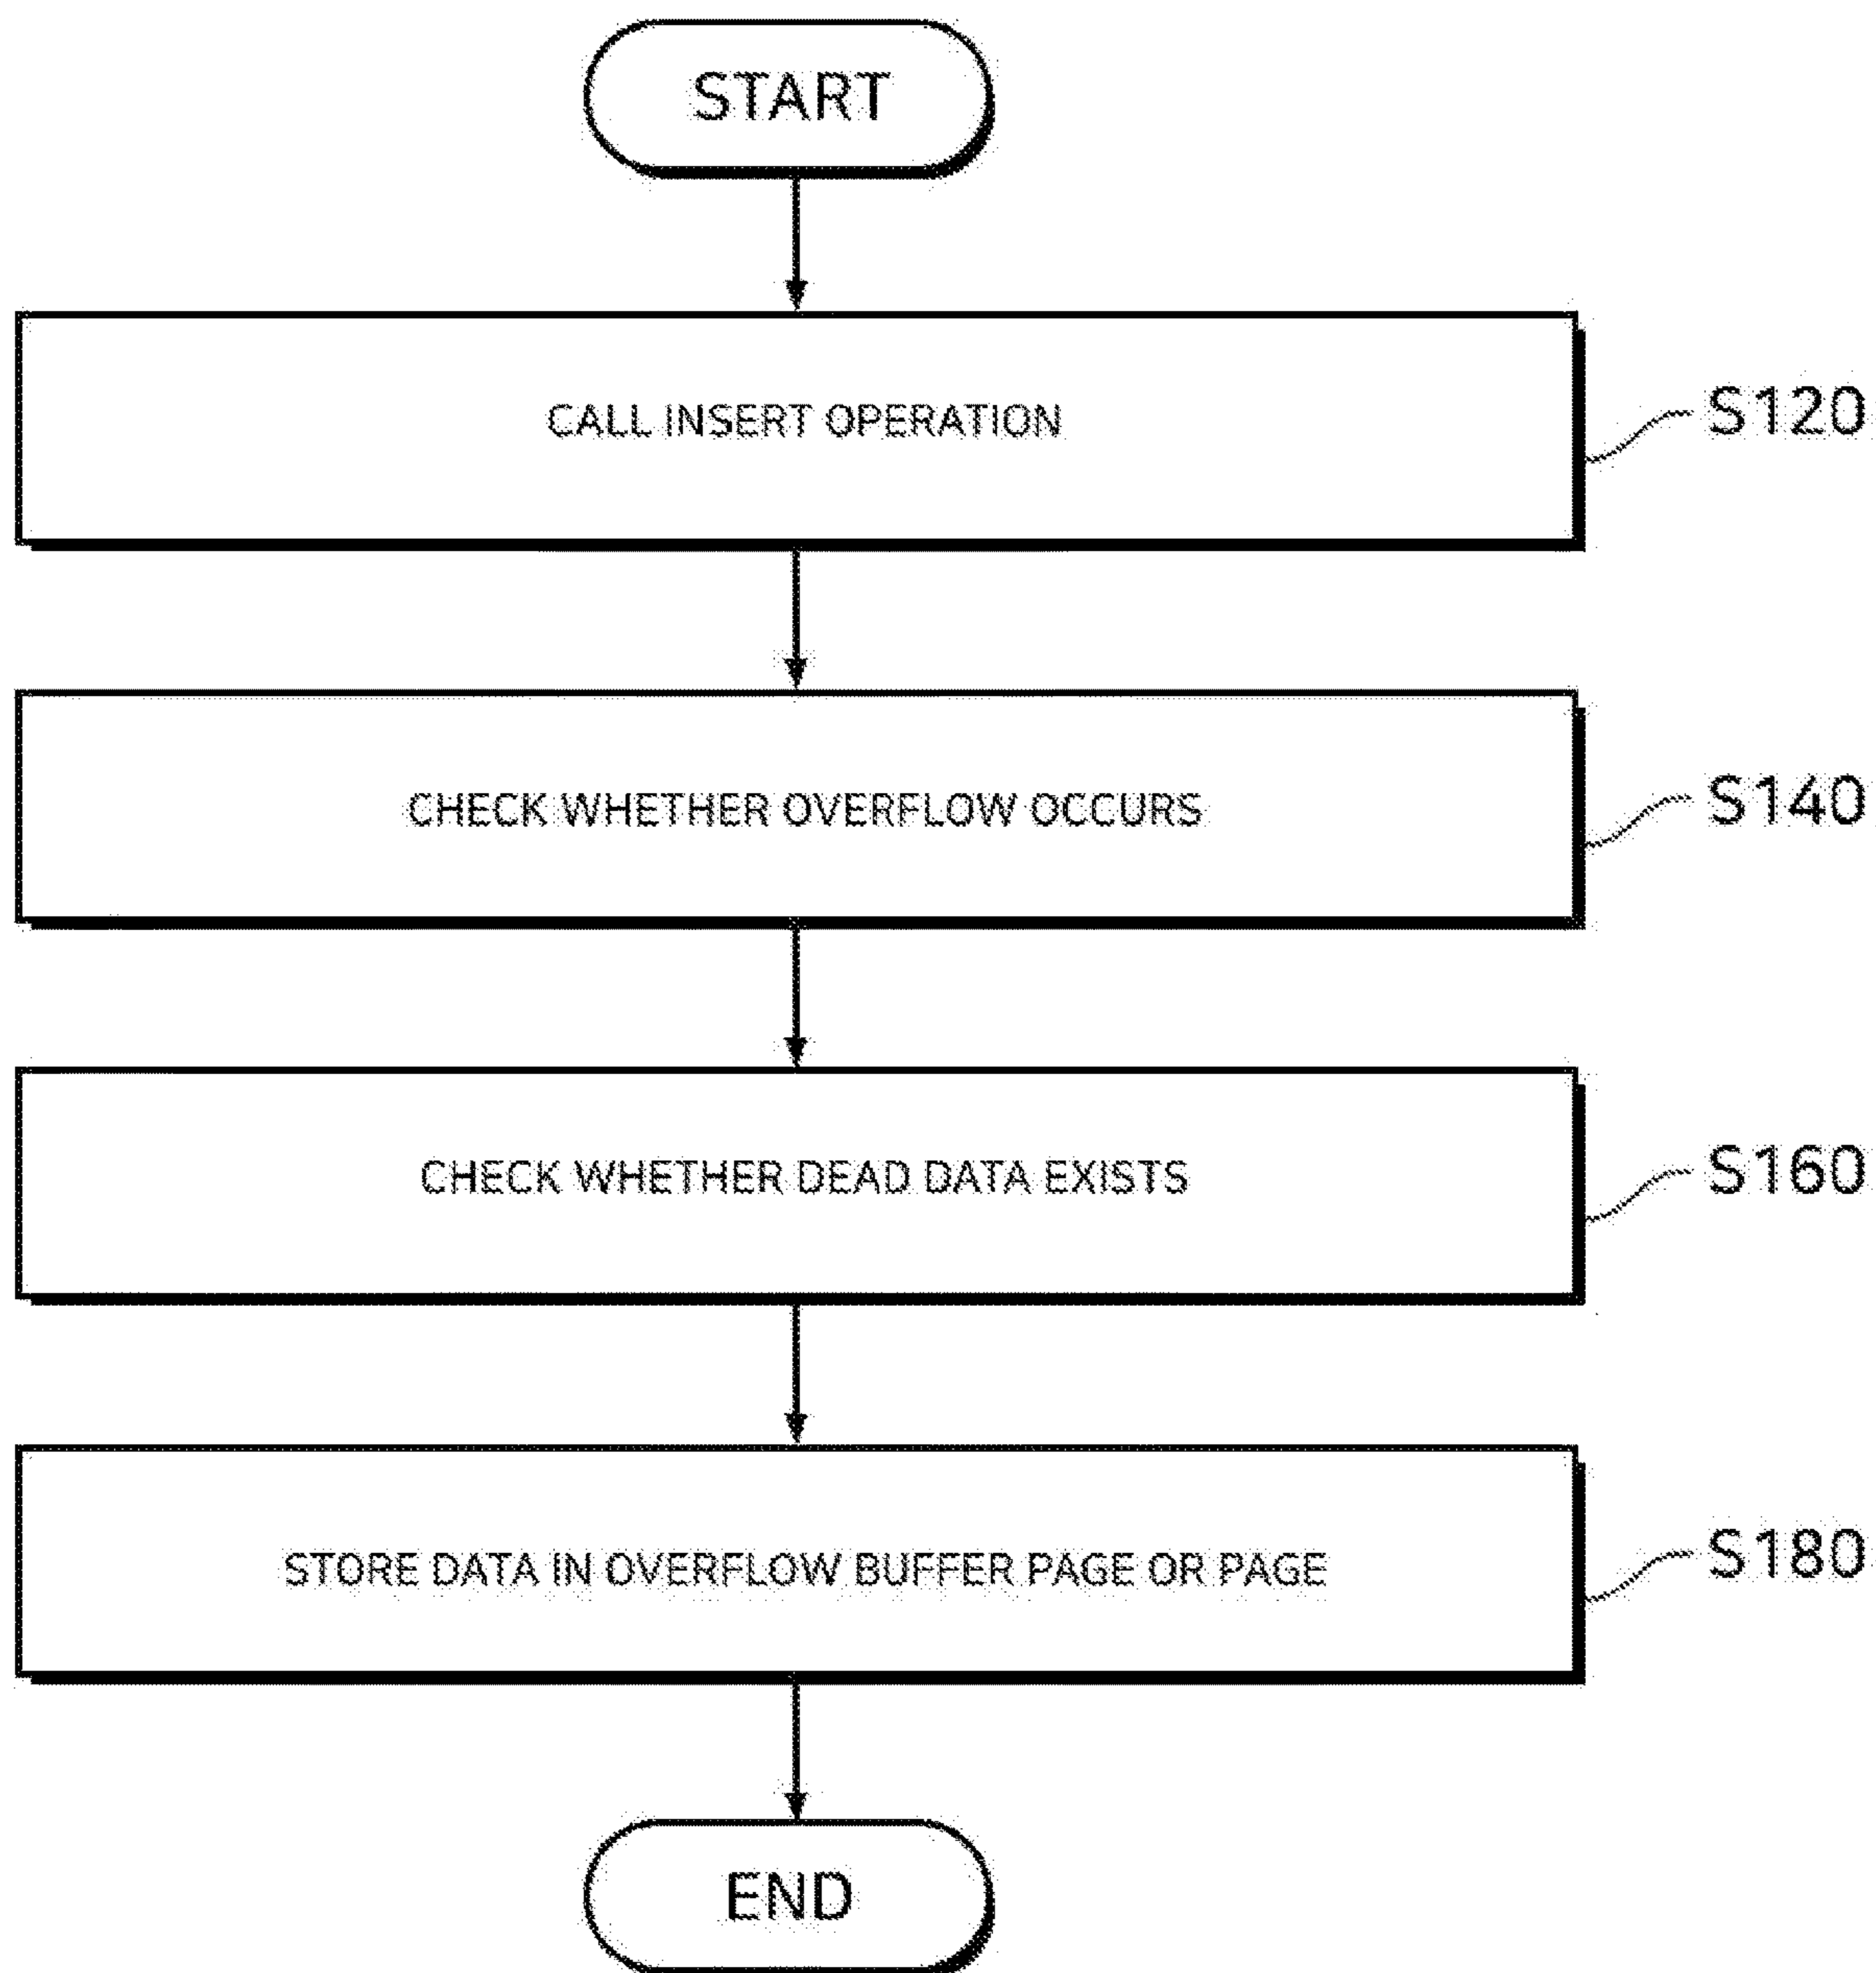 START
CALL INSERT OPERATION
S120
CHECK WHETHER OVERFLOW OCCURS
S140
CHECK WHETHER DEAD DATA EXISTS
S160
STORE DATA IN OVERFLOW BUFFER PAGE OR PAGE
S180
END